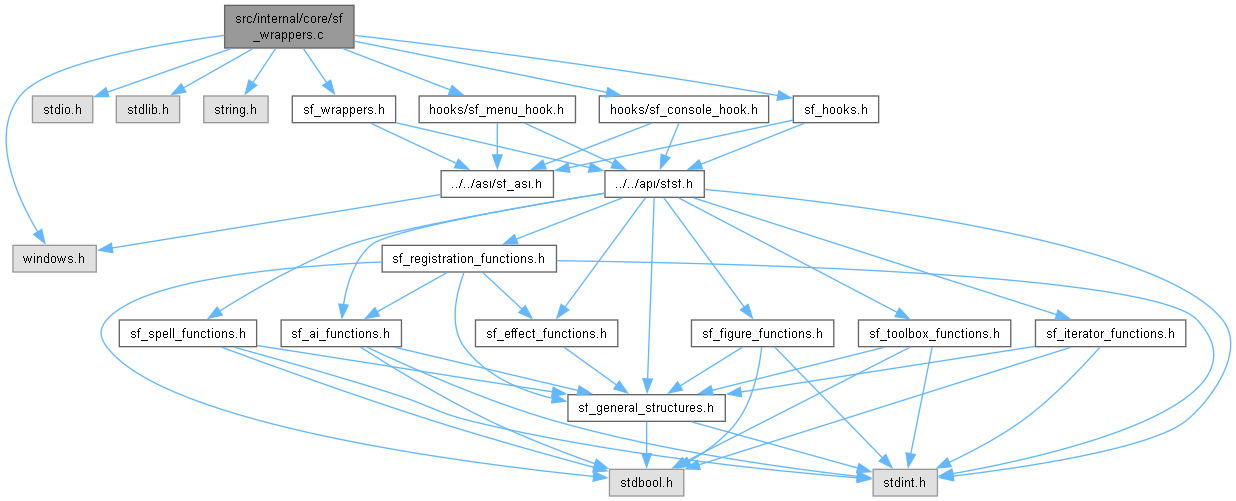 src/internal/core/sf
_wrappers.c
stdio.h
stdlib.h
string.h
sf_wrappers.h
hooks/sf_menu_hook.h
hooks/sf_console_hook.h
sf_hooks.h
../../asi/sf_asi.h
../../api/sfsf.h
windows.h
sf_registration_functions.h
sf_spell_functions.h
sf_ai_functions.h
sf_effect_functions.h
sf_figure_functions.h
sf_toolbox_functions.h
sf_iterator_functions.h
sf_general_structures.h
stdbool.h
stdint.h